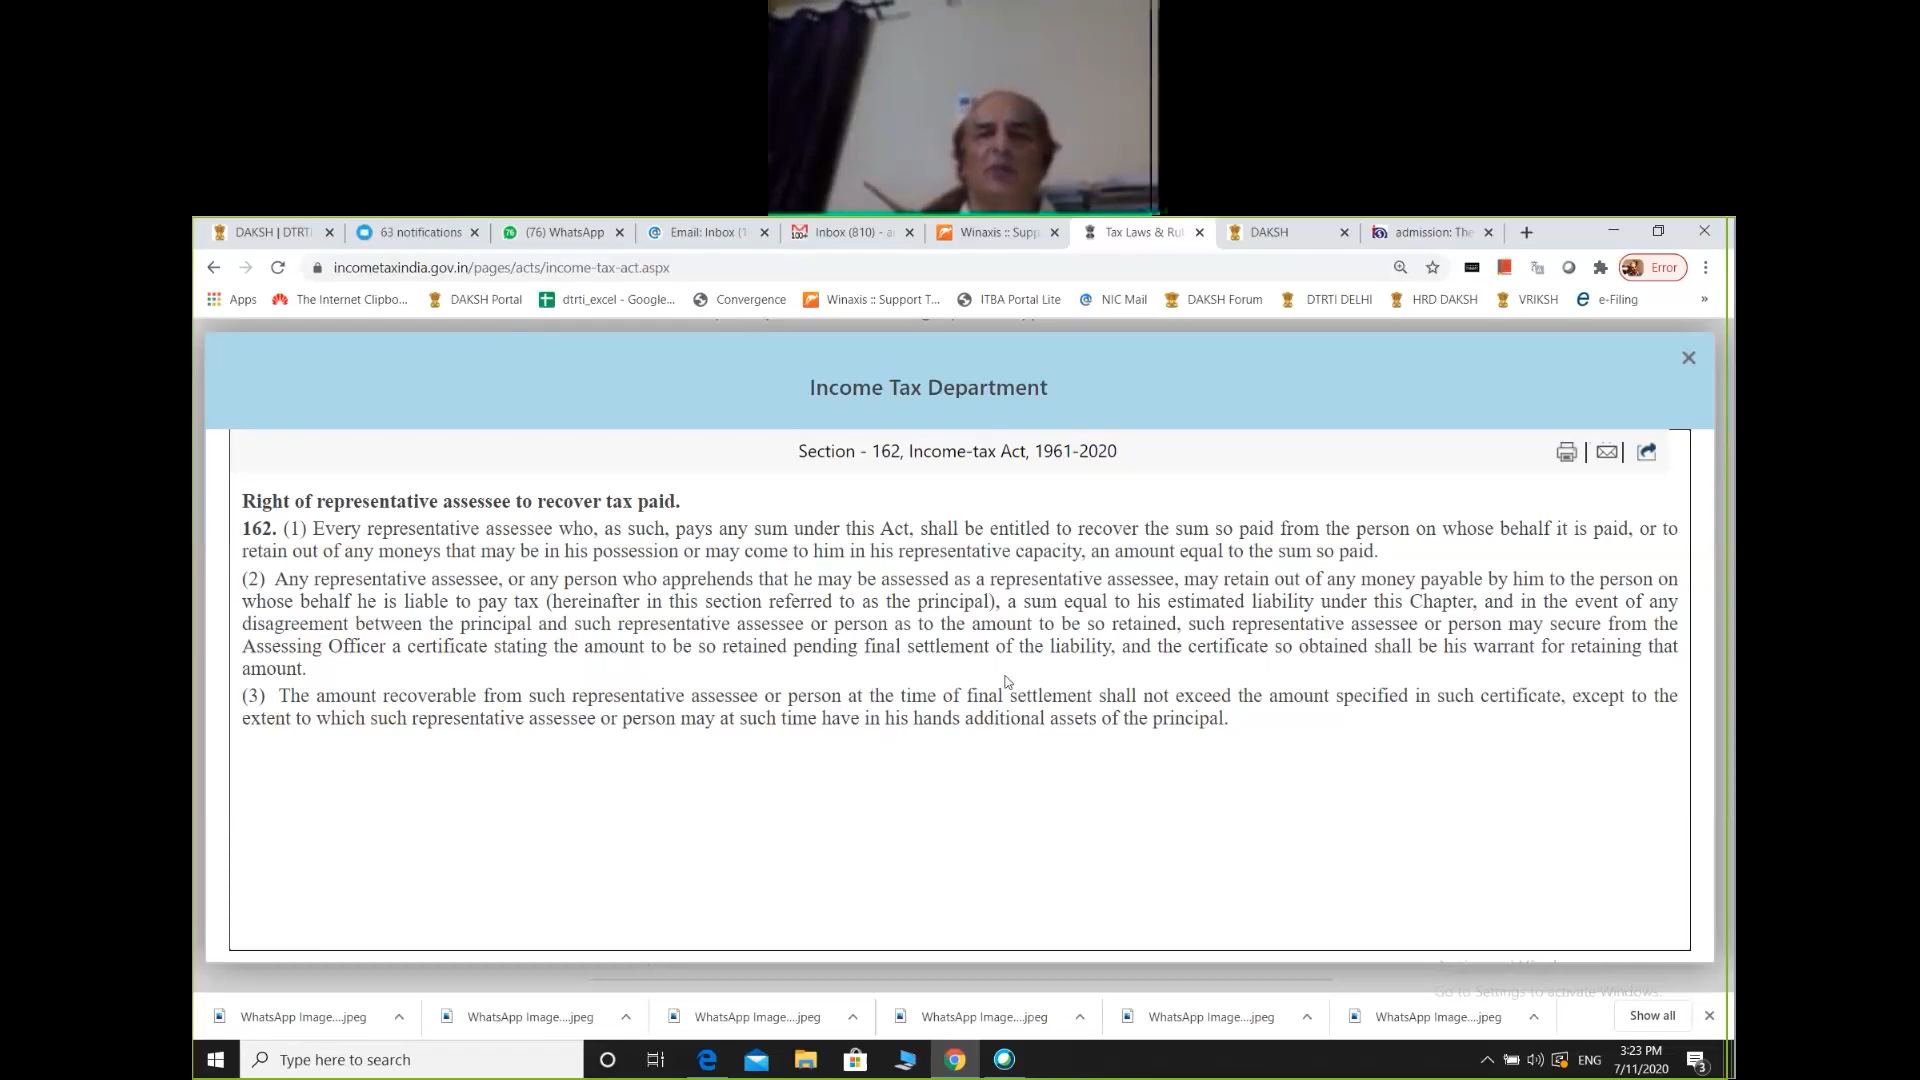 DAKSH | DTRTI
63 notifications
(76) WhatsApp
Email: Inbox (1
Inbox (810) - a
Winaxis :: Supp
Tax Laws & Rul
DAKSH
admission: The
incometaxindia.gov.in/pages/acts/income-tax-act.aspx
Error
Apps
The Internet Clipbo...
DAKSH Portal
dtrti_excel - Google...
Convergence
Winaxis :: Support T...
ITBA Portal Lite
NIC Mail
DAKSH Forum
DTRTI DELHI
HRD DAKSH
VRIKSH
e-Filing
»
Income Tax Department
Section - 162, Income-tax Act, 1961-2020
Right of representative assessee to recover tax paid.
162. (1) Every representative assessee who, as such, pays any sum under this Act, shall be entitled to recover the sum so paid from the person on whose behalf it is paid, or to
retain out of any moneys that may be in his possession or may come to him in his representative capacity, an amount equal to the sum so paid.
(2) Any representative assessee, or any person who apprehends that he may be assessed as a representative assessee, may retain out of any money payable by him to the person on
whose behalf he is liable to pay tax (hereinafter in this section referred to as the principal), a sum equal to his estimated liability under this Chapter, and in the event of any
disagreement between the principal and such representative assessee or person as to the amount to be so retained, such representative assessee or person may secure from the
Assessing Officer a certificate stating the amount to be so retained pending final settlement of the liability, and the certificate so obtained shall be his warrant for retaining that
amount.
(3) The amount recoverable from such representative assessee or person at the time of final settlement shall not exceed the amount specified in such certificate, except to the
extent to which such representative assessee or person may at such time have in his hands additional assets of the principal.
Go to Settings to activate Windows.
WhatsApp Image....jpeg
WhatsApp Image....jpeg
WhatsApp Image....jpeg
WhatsApp Image....jpeg
WhatsApp Image....jpeg
WhatsApp Image....jpeg
Show all
Type here to search
ENG
3:23 PM
7/11/2020
3